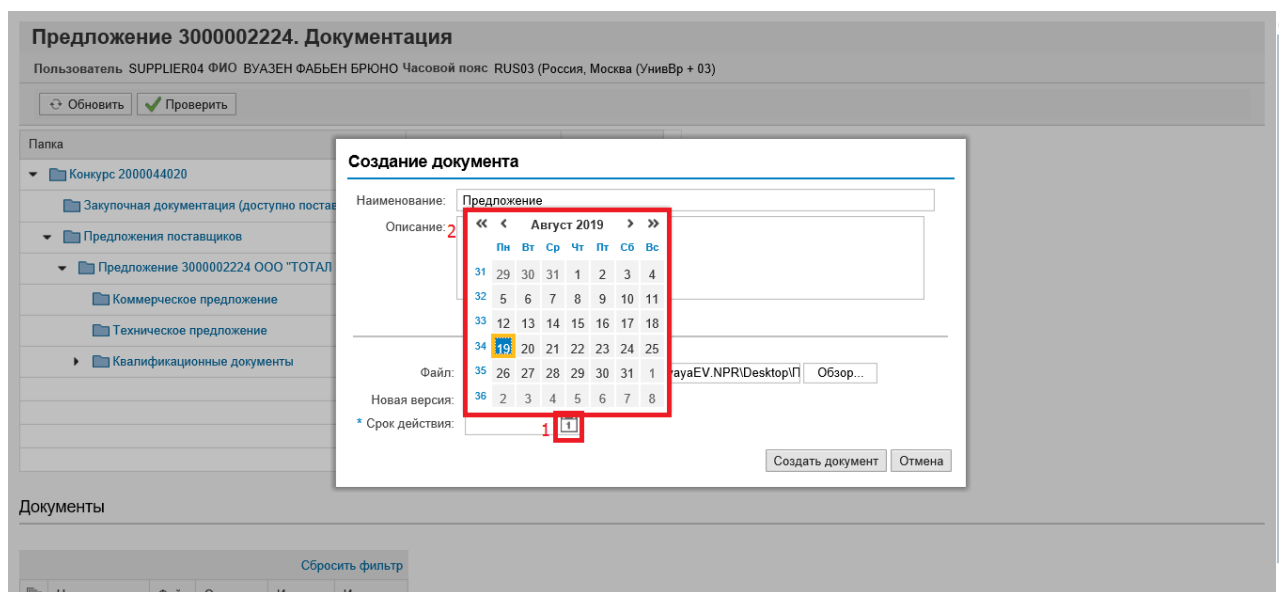 Предложение 3000002224. Документация
Пользователь SUPPLIER04 ФИО ВУАЗЕН ФАБЬЕН БРЮНО Часовой пояс RUS03 (Россия, Москва (УнивВр + 03)
Обновить Проверить
Папка
Конкурс 2000044020
Закупочная документация (доступно постав
Предложения поставщиков
Предложение 3000002224 ООО "ТОТАЛ
Коммерческое предложение
Техническое предложение
Квалификационные документы
Создание документа
Наименование: Предложение
Описание: 2
« ‹ Август 2019 › »
Пн Вт Ср Чт Пт Сб Вс
31 29 30 31 1 2 3 4
32 5 6 7 8 9 10 11
33 12 13 14 15 16 17 18
34 19 20 21 22 23 24 25
35 26 27 28 29 30 31 1
36 2 3 4 5 6 7 8
Файл: ayaEV.NPR\Desktop\П Обзор...
Новая версия:
* Срок действия: 1 1
Создать документ Отмена
Документы
Сбросить фильтр